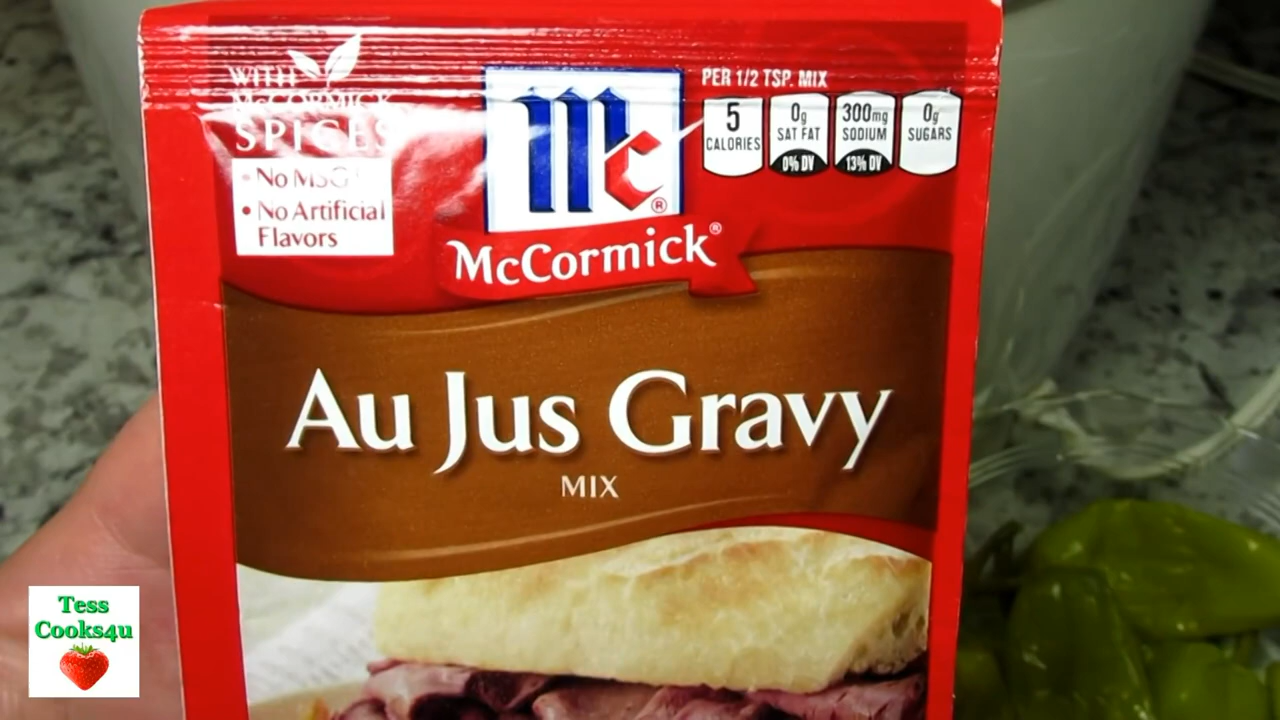 WITH
McCORMICK
SPICES
• No MSG
• No Artificial
Flavors
Mc®
McCormick®
PER 1/2 TSP. MIX
5
CALORIES
0g
SAT FAT
0% DV
300mg
SODIUM
13% DV
0g
SUGARS
Au Jus Gravy
MIX
Tess
Cooks4u